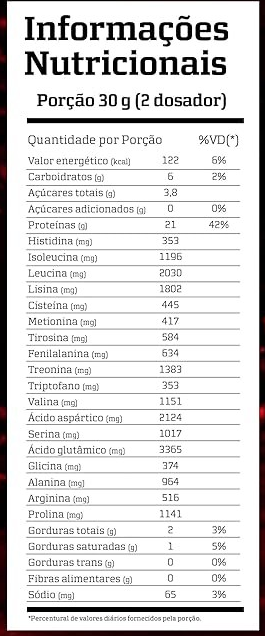 Informações
Nutricionais
Porção 30 g (2 dosador)
Quantidade por Porção %VD(*)
Valor energético (kcal) 122 6%
Carboidratos (g) 6 2%
Açúcares totais (g) 3,8
Açúcares adicionados (g) 0 0%
Proteínas (g) 21 42%
Histidina (mg) 353
Isoleucina (mg) 1196
Leucina (mg) 2030
Lisina (mg) 1802
Cisteína (mg) 445
Metionina (mg) 417
Tirosina (mg) 584
Fenilalanina (mg) 634
Treonina (mg) 1383
Triptofano (mg) 353
Valina (mg) 1151
Ácido aspártico (mg) 2124
Serina (mg) 1017
Ácido glutâmico (mg) 3365
Glicina (mg) 374
Alanina (mg) 964
Arginina (mg) 516
Prolina (mg) 1141
Gorduras totais (g) 2 3%
Gorduras saturadas (g) 1 5%
Gorduras trans (g) 0 0%
Fibras alimentares (g) 0 0%
Sódio (mg) 65 3%
*Percentural de valores diários fornecidos pela porção.